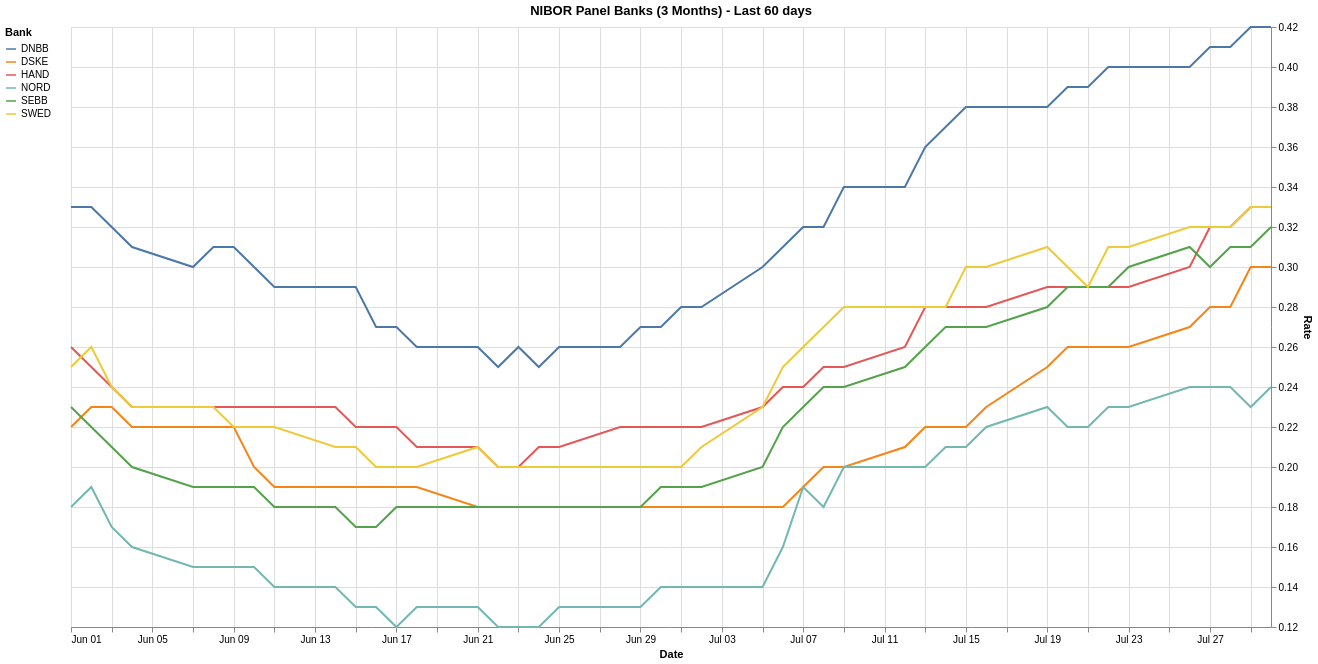 NIBOR Panel Banks (3 Months) - Last 60 days
Bank
DNBB
DSKE
HAND
NORD
SEBB
SWED
0.42
0.40
0.38
0.36
0.34
0.32
0.30
0.28
0.26
0.24
0.22
0.20
0.18
0.16
0.14
0.12
Rate
Jun 01 Jun 05 Jun 09 Jun 13 Jun 17 Jun 21 Jun 25 Jun 29 Jul 03 Jul 07 Jul 11 Jul 15 Jul 19 Jul 23 Jul 27
Date